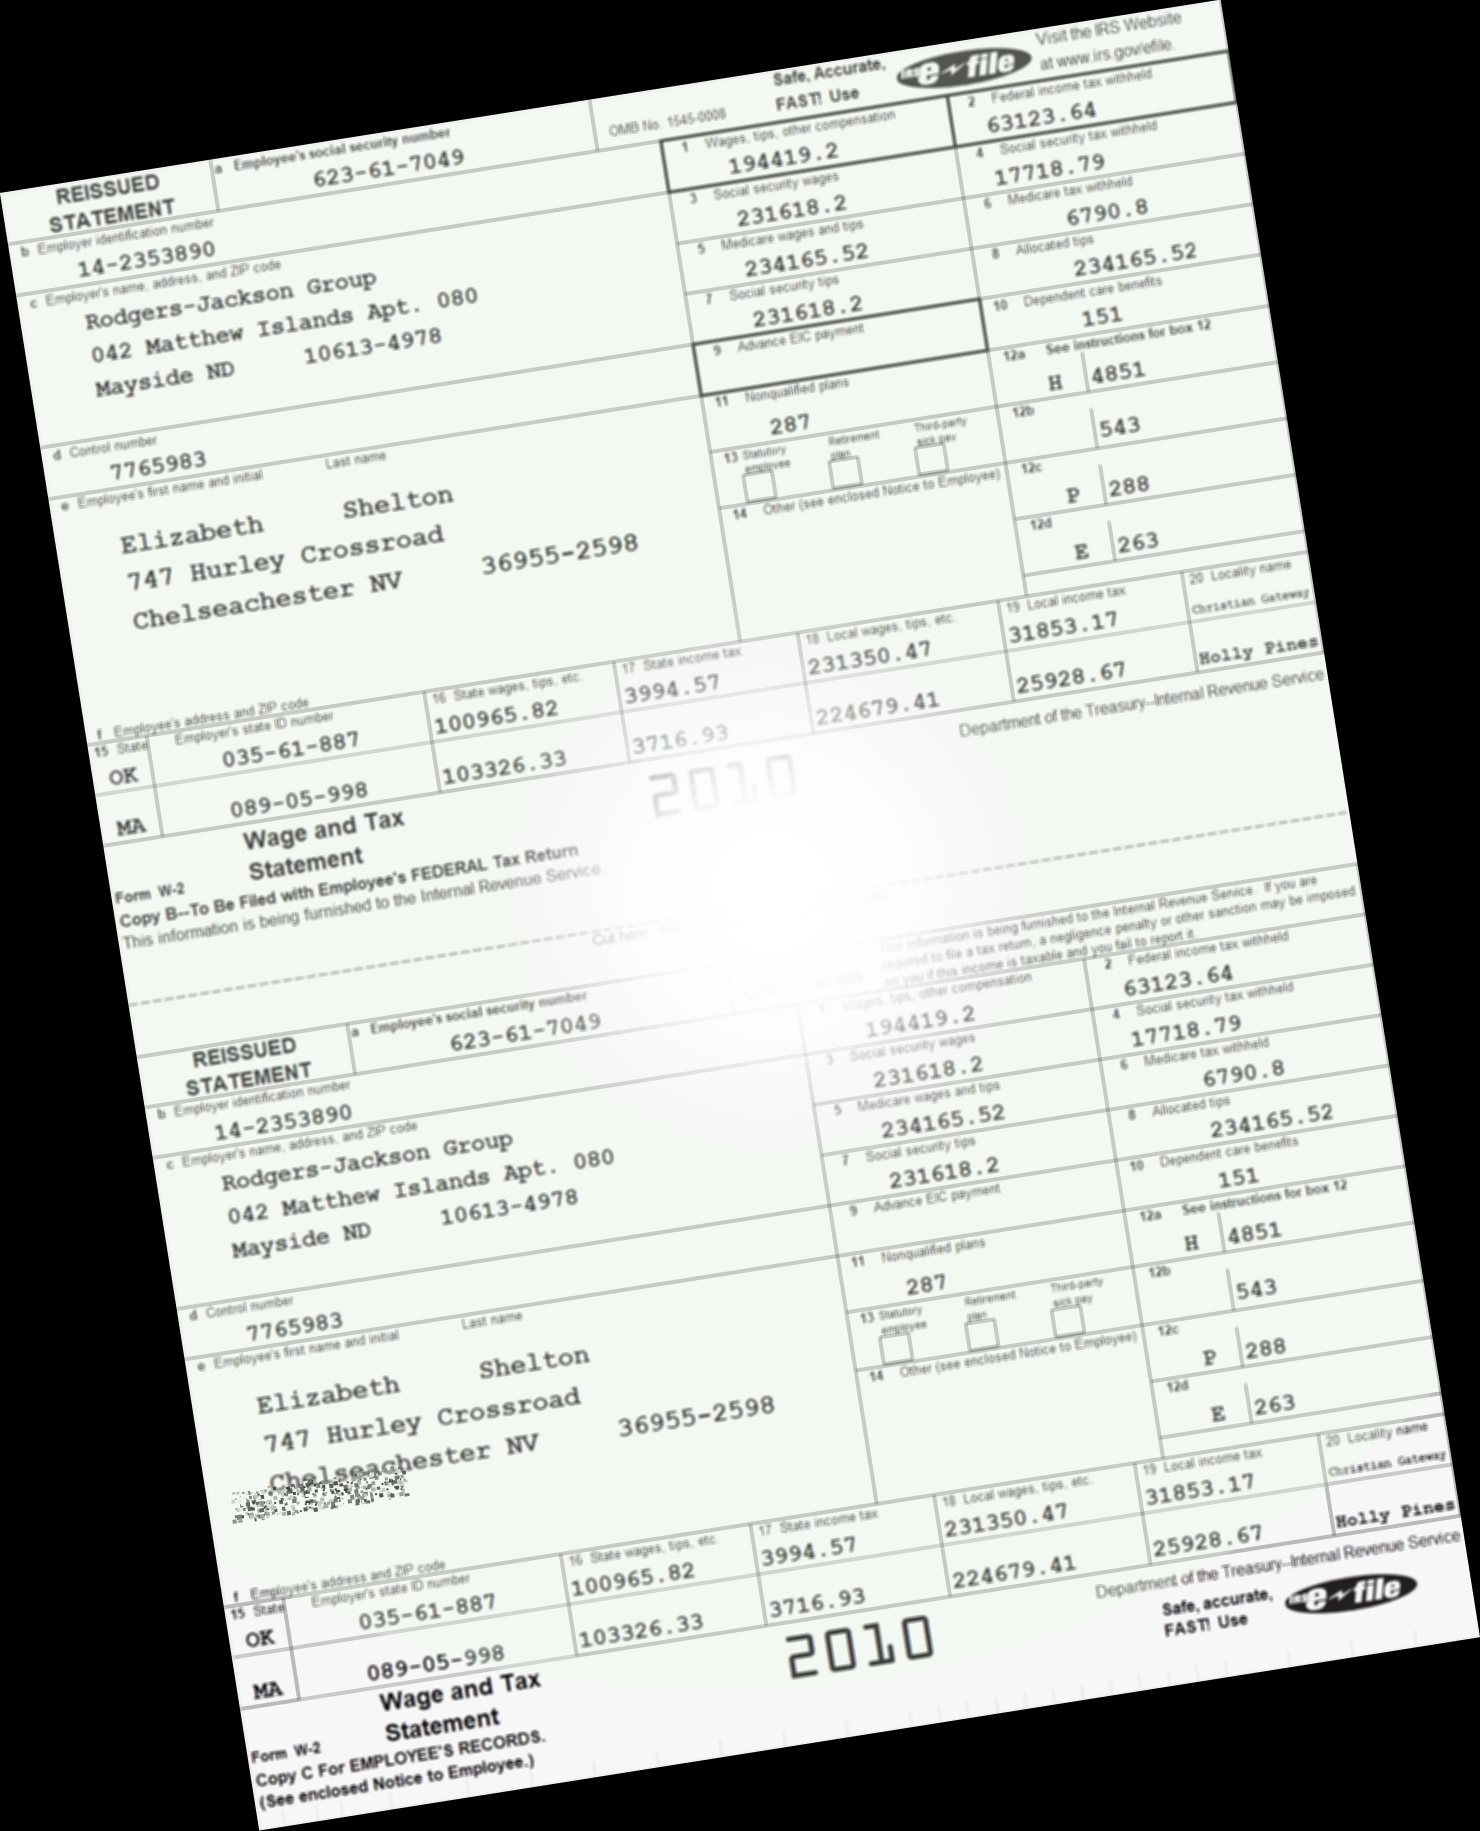 Safe, Accurate,
FAST! Use
IRS e-file
Visit the IRS Website
at www.irs.gov/efile.
REISSUED
STATEMENT
a Employee's social security number
623-61-7049
OMB No. 1545-0008
1 Wages, tips, other compensation
194419.2
2 Federal income tax withheld
63123.64
3 Social security wages
231618.2
4 Social security tax withheld
17718.79
b Employer identification number
14-2353890
5 Medicare wages and tips
234165.52
6 Medicare tax withheld
6790.8
c Employer's name, address, and ZIP code
Rodgers-Jackson Group
042 Matthew Islands Apt. 080
Mayside ND 10613-4978
7 Social security tips
231618.2
8 Allocated tips
234165.52
9 Advance EIC payment
10 Dependent care benefits
151
11 Nonqualified plans
287
12a See instructions for box 12
H 4851
12b
543
12c
P 288
12d
E 263
13 Statutory employee
Retirement plan
Third-party sick pay
14 Other (see enclosed Notice to Employee)
d Control number
7765983
e Employee's first name and initial Last name
Elizabeth Shelton
747 Hurley Crossroad
Chelseachester NV 36955-2598
f Employee's address and ZIP code
15 State Employer's state ID number
16 State wages, tips, etc.
17 State income tax
18 Local wages, tips, etc.
19 Local income tax
20 Locality name
OK 035-61-887 100965.82 3994.57 231350.47 31853.17 Christian Gateway
MA 089-05-998 103326.33 3716.93 224679.41 25928.67 Holly Pines
Form W-2
Wage and Tax
Statement
2010
Department of the Treasury--Internal Revenue Service
Copy B--To Be Filed with Employee's FEDERAL Tax Return
This information is being furnished to the Internal Revenue Service.
Cut here
This information is being furnished to the Internal Revenue Service. If you are
required to file a tax return, a negligence penalty or other sanction may be imposed
on you if this income is taxable and you fail to report it.
REISSUED
STATEMENT
a Employee's social security number
623-61-7049
1 Wages, tips, other compensation
194419.2
2 Federal income tax withheld
63123.64
3 Social security wages
231618.2
4 Social security tax withheld
17718.79
b Employer identification number
14-2353890
5 Medicare wages and tips
234165.52
6 Medicare tax withheld
6790.8
c Employer's name, address, and ZIP code
Rodgers-Jackson Group
042 Matthew Islands Apt. 080
Mayside ND 10613-4978
7 Social security tips
231618.2
8 Allocated tips
234165.52
9 Advance EIC payment
10 Dependent care benefits
151
11 Nonqualified plans
287
12a See instructions for box 12
H 4851
12b
543
12c
P 288
12d
E 263
13 Statutory employee
Retirement plan
Third-party sick pay
14 Other (see enclosed Notice to Employee)
d Control number
7765983
e Employee's first name and initial Last name
Elizabeth Shelton
747 Hurley Crossroad
Chelseachester NV 36955-2598
f Employee's address and ZIP code
15 State Employer's state ID number
16 State wages, tips, etc.
17 State income tax
18 Local wages, tips, etc.
19 Local income tax
20 Locality name
OK 035-61-887 100965.82 3994.57 231350.47 31853.17 Christian Gateway
MA 089-05-998 103326.33 3716.93 224679.41 25928.67 Holly Pines
Form W-2
Wage and Tax
Statement
2010
Department of the Treasury--Internal Revenue Service
Safe, accurate,
FAST! Use
IRS e-file
Copy C For EMPLOYEE'S RECORDS.
(See enclosed Notice to Employee.)